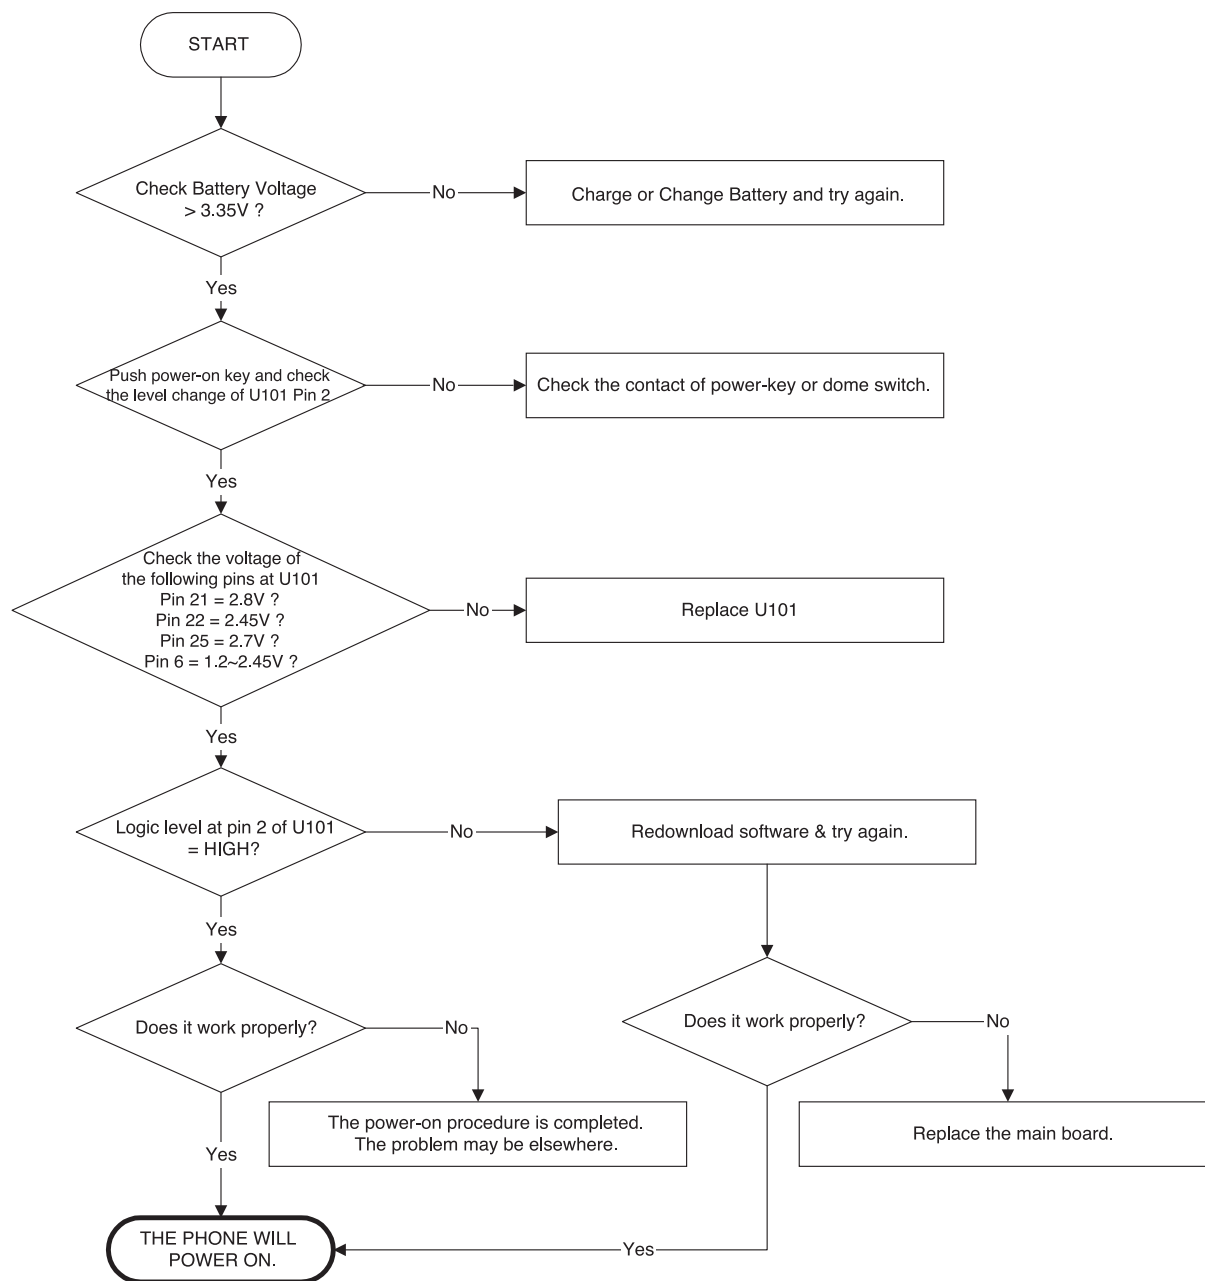 START
Check Battery Voltage
> 3.35V ?
No
Charge or Change Battery and try again.
Yes
Push power-on key and check
the level change of U101 Pin 2
No
Check the contact of power-key or dome switch.
Yes
Check the voltage of
the following pins at U101
Pin 21 = 2.8V ?
Pin 22 = 2.45V ?
Pin 25 = 2.7V ?
Pin 6 = 1.2~2.45V ?
No
Replace U101
Yes
Logic level at pin 2 of U101
= HIGH?
No
Redownload software & try again.
Yes
Does it work properly?
No
Does it work properly?
No
The power-on procedure is completed.
The problem may be elsewhere.
Replace the main board.
Yes
THE PHONE WILL
POWER ON.
Yes